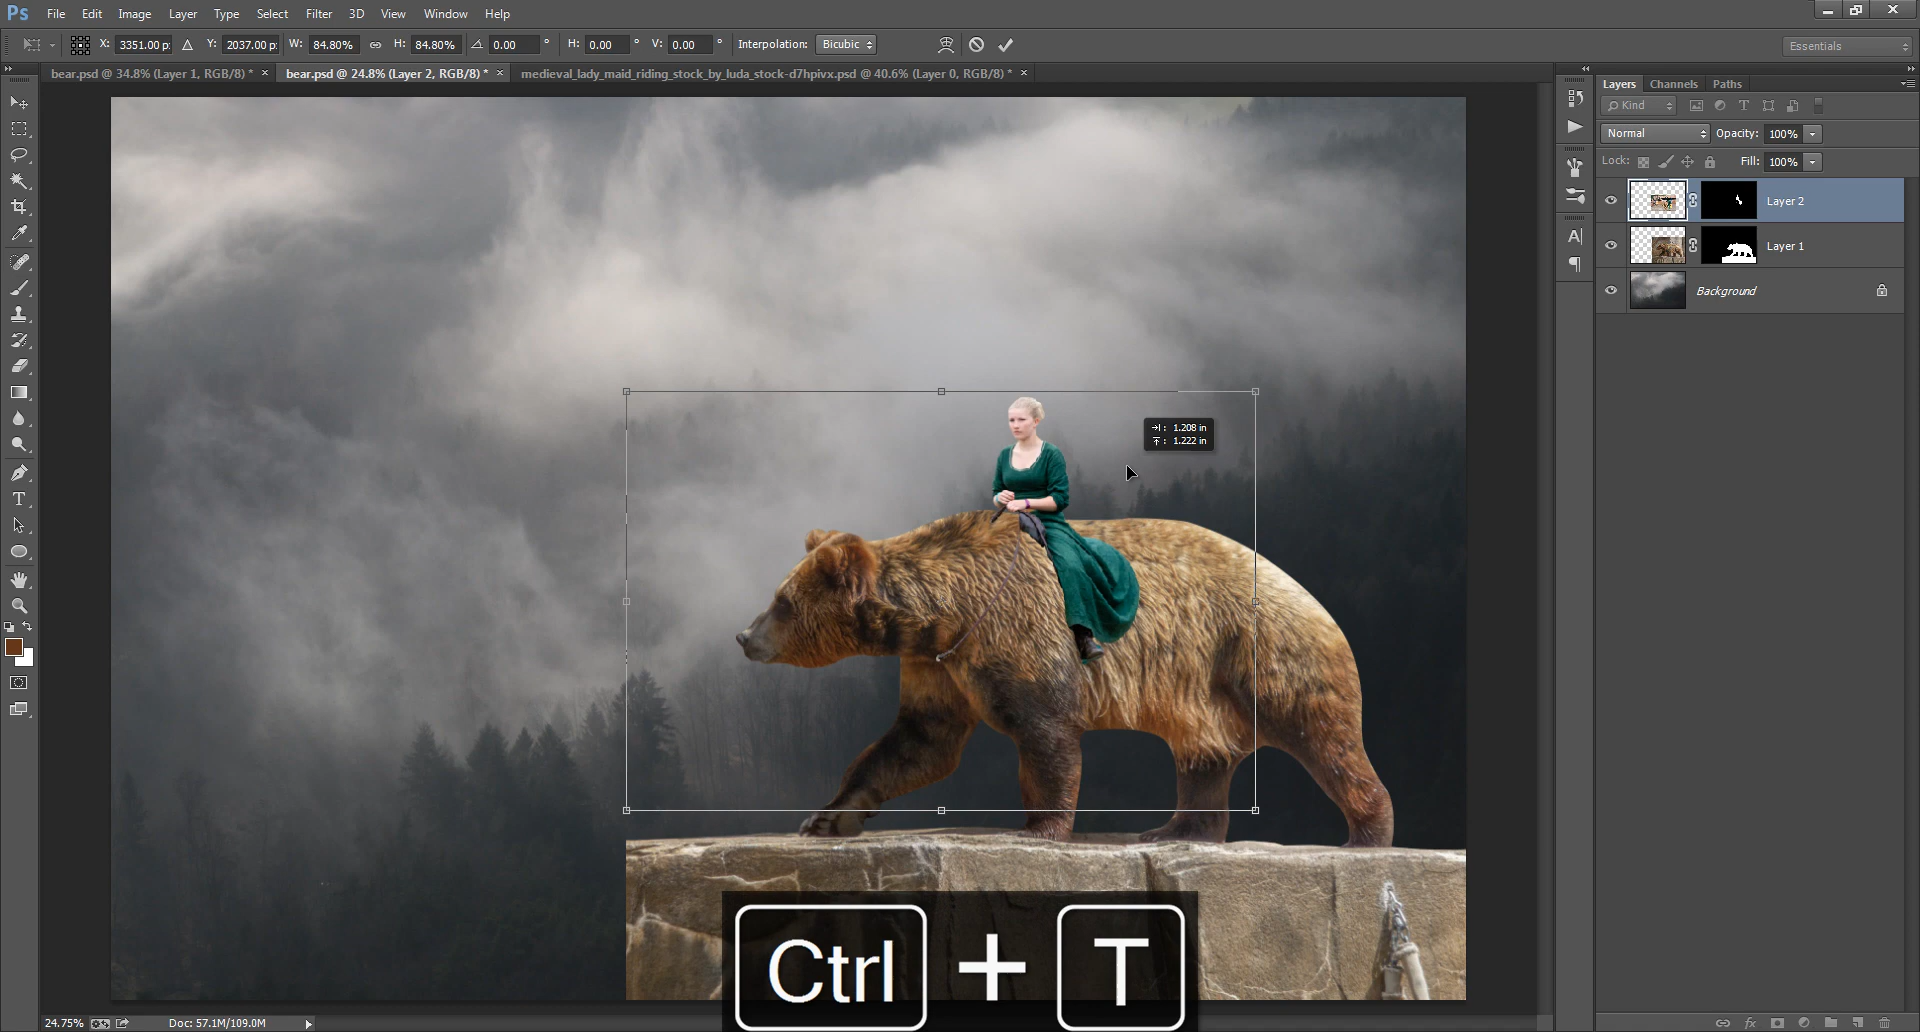 Ps File Edit Image Layer Type Select Filter 3D View Window Help
X: 3351.00 p: Y: 2037.00 p: W: 84.80% H: 84.80% 0.00 ° H: 0.00 ° V: 0.00 ° Interpolation: Bicubic Essentials
bear.psd @ 34.8% (Layer 1, RGB/8) * × bear.psd @ 24.8% (Layer 2, RGB/8) * × medieval_lady_maid_riding_stock_by_luda_stock-d7hpivx.psd @ 40.6% (Layer 0, RGB/8) * ×
Layers Channels Paths
Kind
Normal Opacity: 100%
Lock: Fill: 100%
Layer 2
Layer 1
Background
: 1.208 in
: 1.222 in
Ctrl + T
24.75% Doc: 57.1M/109.0M